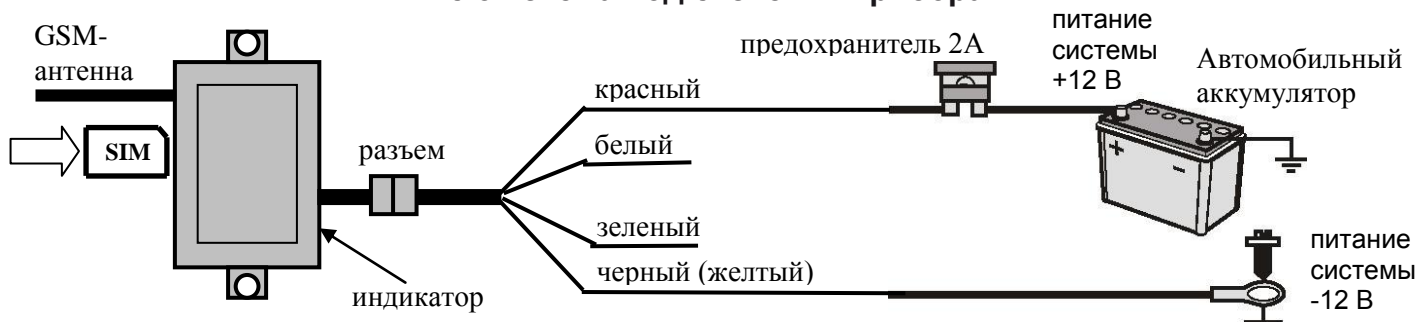 GSM-
антенна
SIM
разъем
индикатор
красный
белый
зеленый
черный (желтый)
предохранитель 2А
питание
системы
+12 В
Автомобильный
аккумулятор
+
-
питание
системы
-12 В